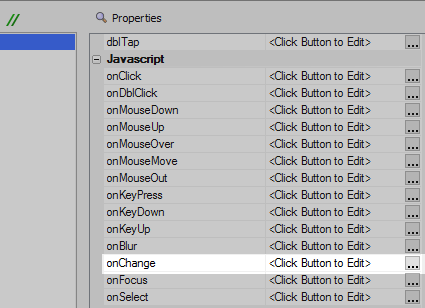 //
Properties
dblTap <Click Button to Edit> ...
Javascript
onClick <Click Button to Edit> ...
onDblClick <Click Button to Edit> ...
onMouseDown <Click Button to Edit> ...
onMouseUp <Click Button to Edit> ...
onMouseOver <Click Button to Edit> ...
onMouseMove <Click Button to Edit> ...
onMouseOut <Click Button to Edit> ...
onKeyPress <Click Button to Edit> ...
onKeyDown <Click Button to Edit> ...
onKeyUp <Click Button to Edit> ...
onBlur <Click Button to Edit> ...
onChange <Click Button to Edit> ...
onFocus <Click Button to Edit> ...
onSelect <Click Button to Edit> ...